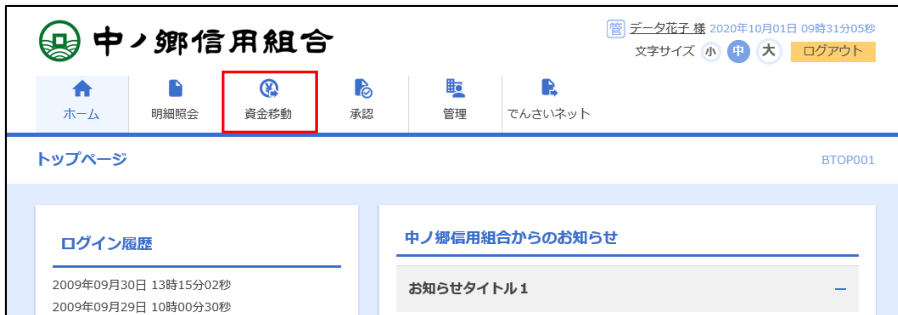 中ノ郷信用組合
管 データ花子 様 2020年10月01日 09時31分05秒
文字サイズ 小 中 大 ログアウト
ホーム 明細照会 資金移動 承認 管理 でんさいネット
トップページ BTOP001
ログイン履歴
2009年09月30日 13時15分02秒
2009年09月29日 10時00分30秒
中ノ郷信用組合からのお知らせ
お知らせタイトル1